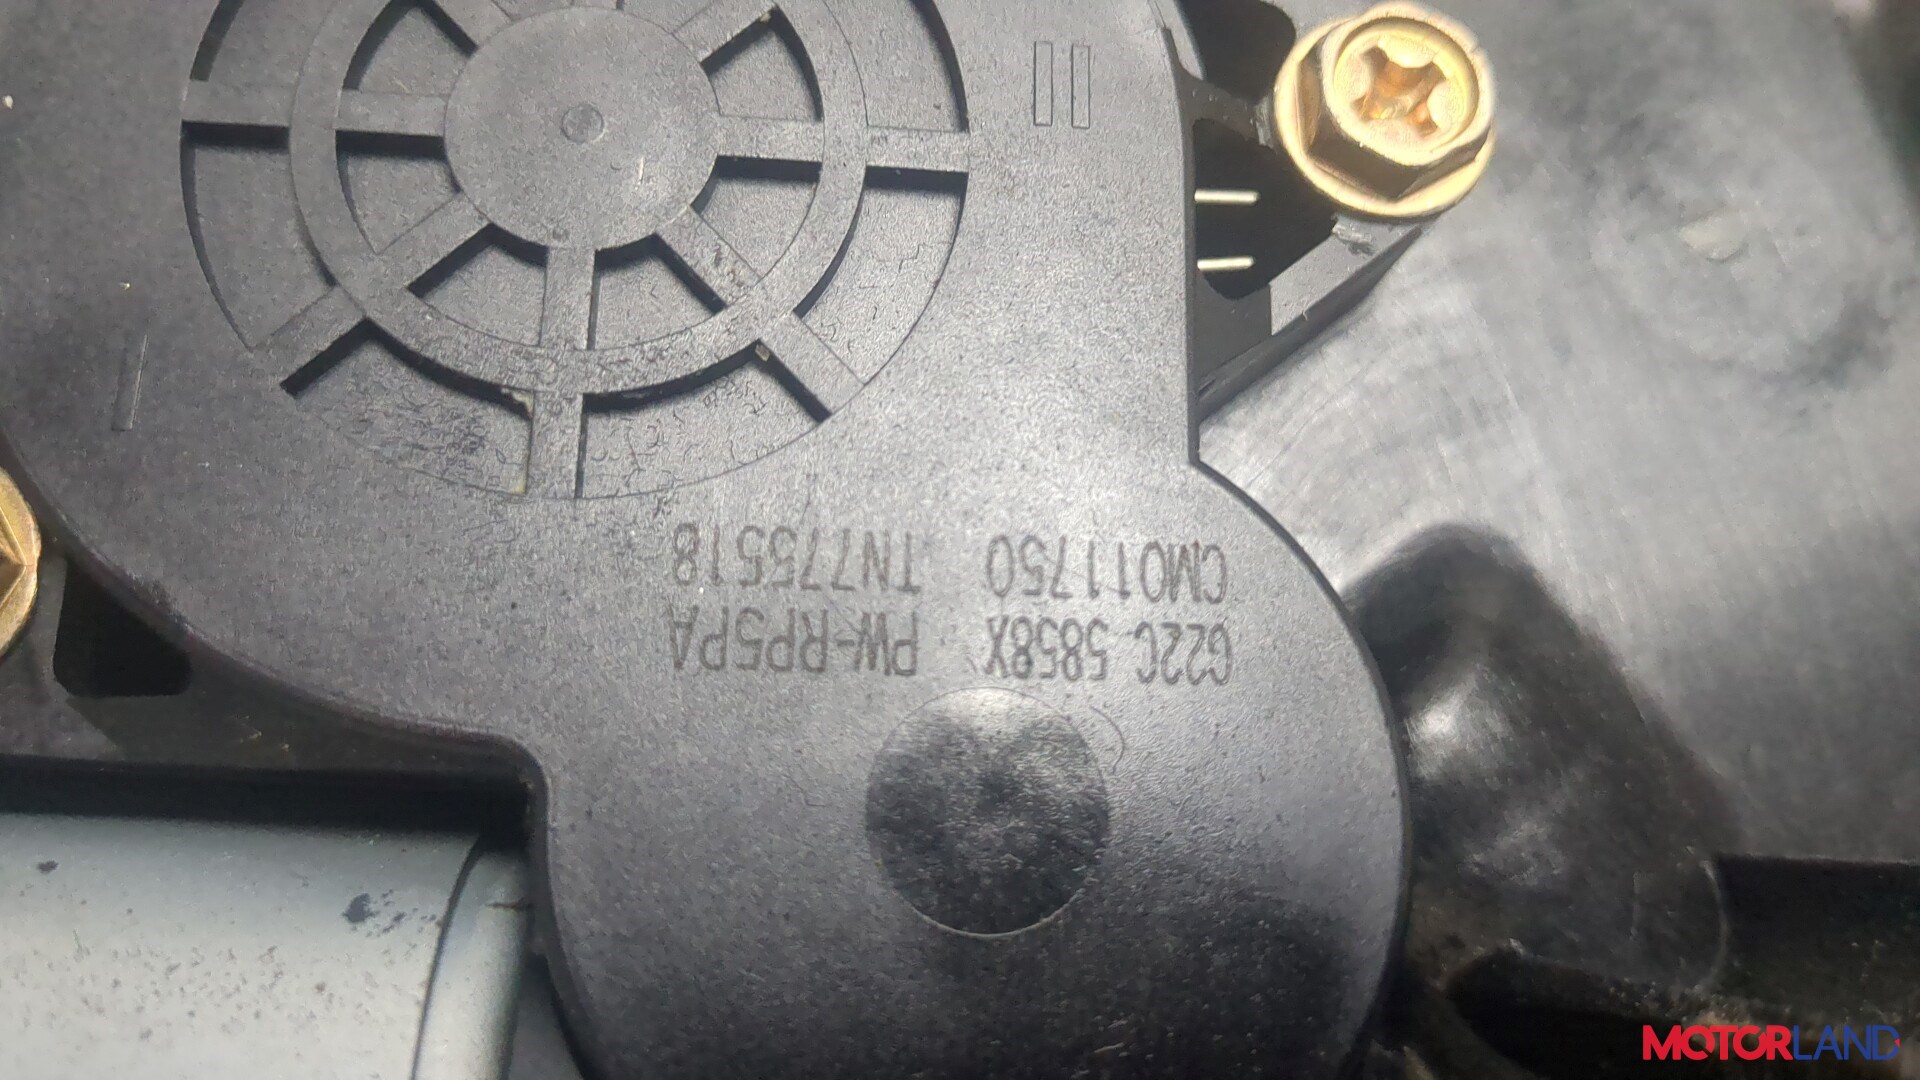 G22C 5858X PW-RP5PA
CM011750 TN775518
MOTORLAND